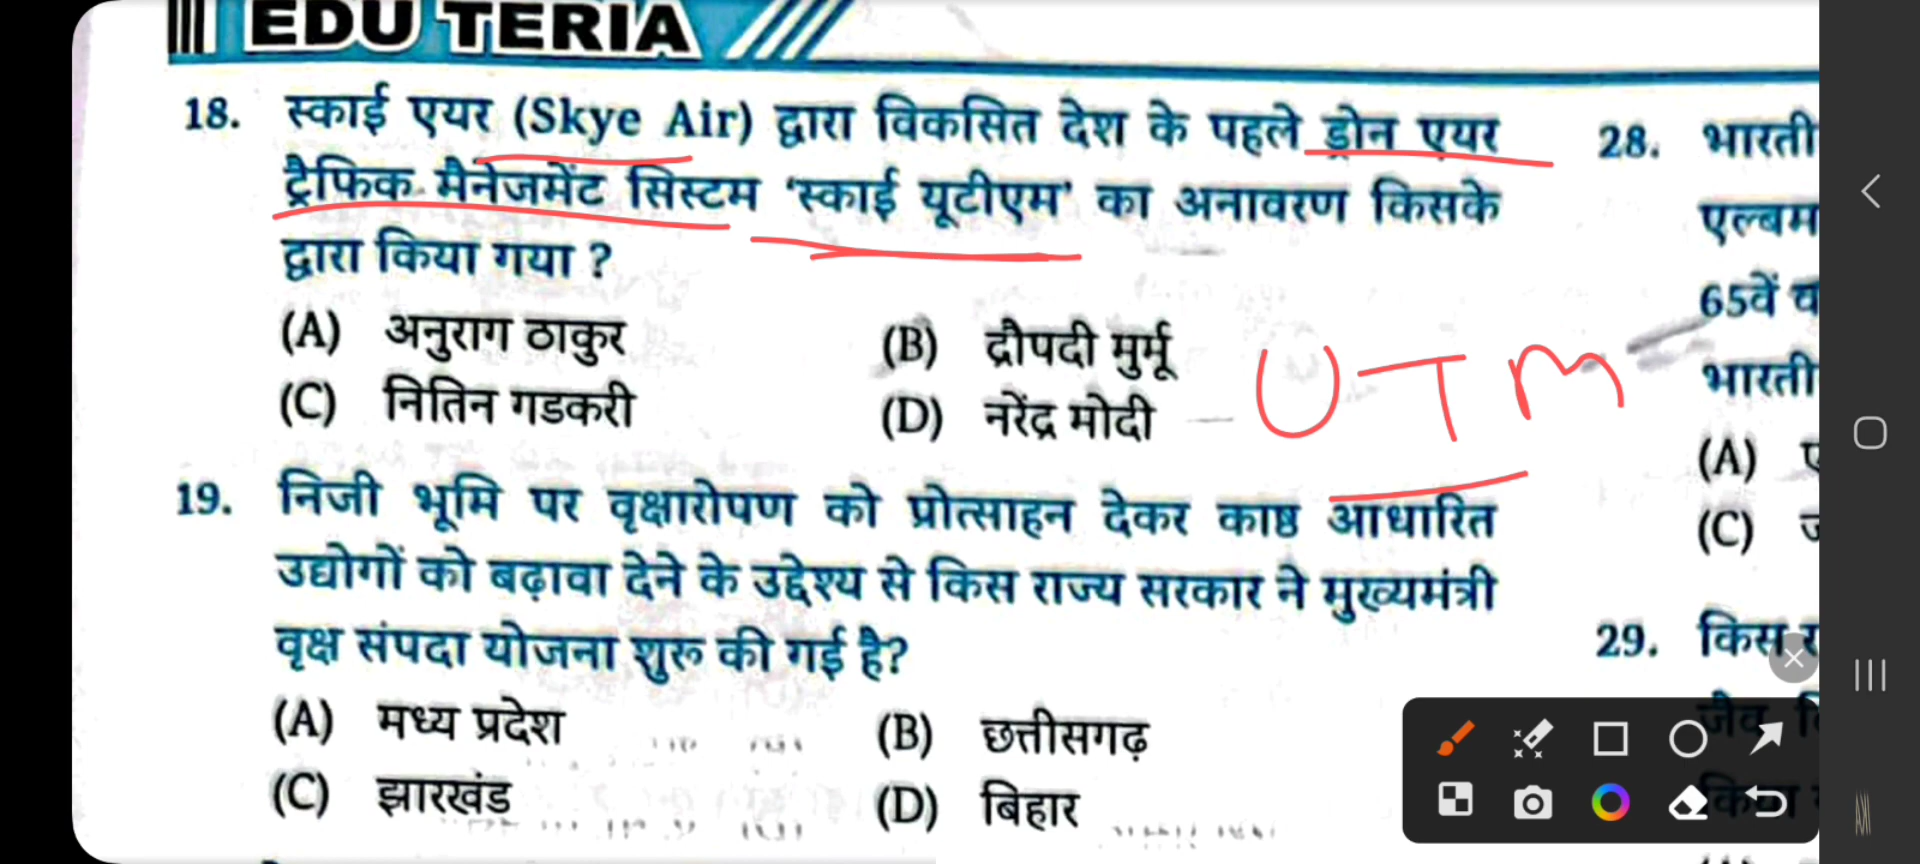 EDU TERIA
18. स्काई एयर (Skye Air) द्वारा विकसित देश के पहले ड्रोन एयर
ट्रैफिक मैनेजमेंट सिस्टम ‘स्काई यूटीएम’ का अनावरण किसके
द्वारा किया गया ?
(A) अनुराग ठाकुर (B) द्रौपदी मुर्मू
(C) नितिन गडकरी (D) नरेंद्र मोदी
UTM
19. निजी भूमि पर वृक्षारोपण को प्रोत्साहन देकर काष्ठ आधारित
उद्योगों को बढ़ावा देने के उद्देश्य से किस राज्य सरकार ने मुख्यमंत्री
वृक्ष संपदा योजना शुरू की गई है?
(A) मध्य प्रदेश (B) छत्तीसगढ़
(C) झारखंड (D) बिहार
28. भारती
एल्बम
65वें
भारती
(A)
(C)
29. किस
जैव